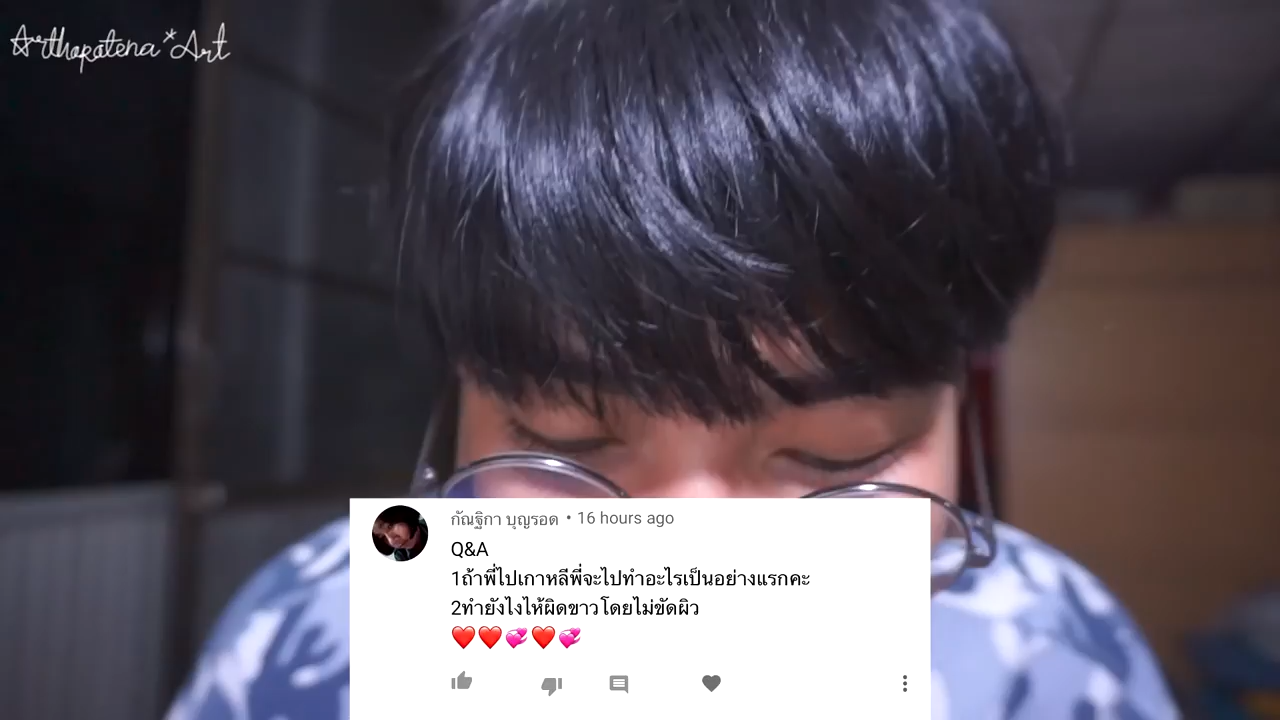 Arthapatena*Art
กัณฐิกา บุญรอด • 16 hours ago
Q&A
1ถ้าพี่ไปเกาหลีพี่จะไปทำอะไรเป็นอย่างแรกคะ
2ทำยังไงไห้ผิดขาวโดยไม่ขัดผิว
❤️❤️💞❤️💞